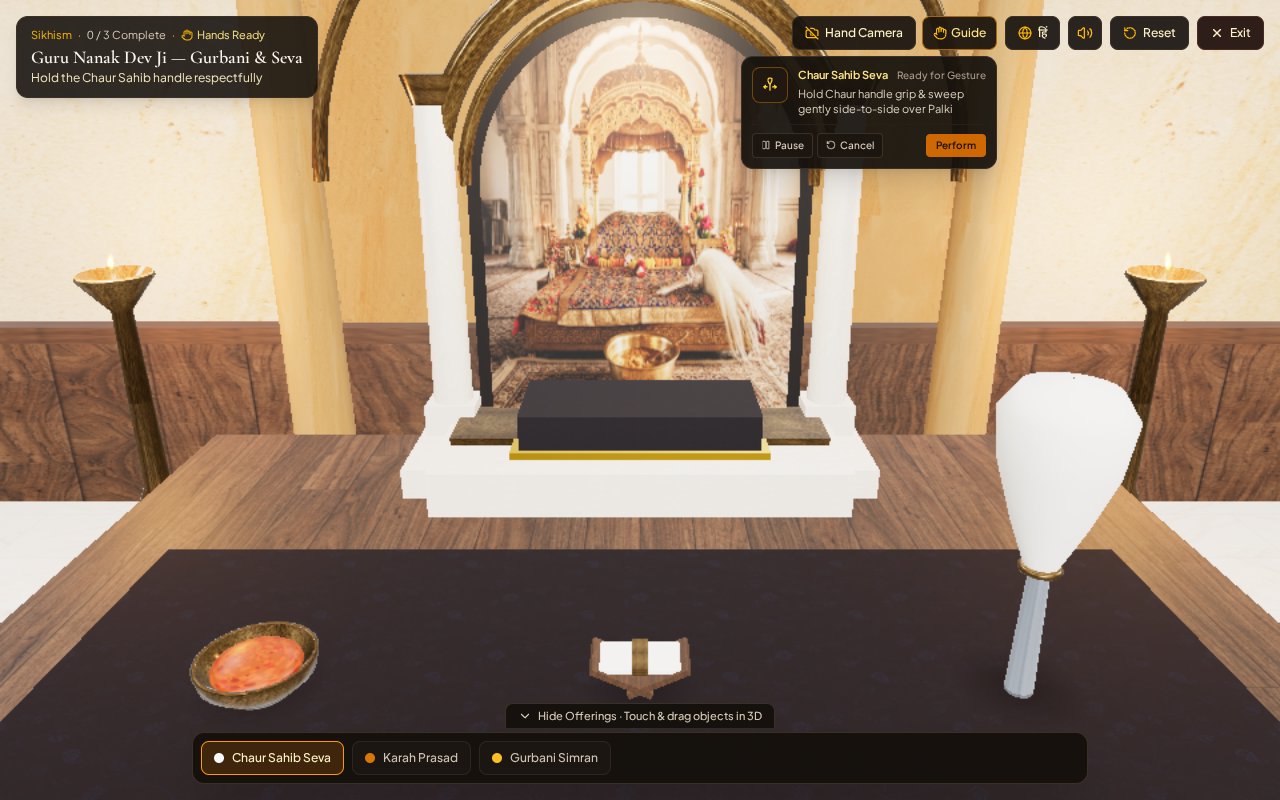 Sikhism · 0 / 3 Complete · Hands Ready
Guru Nanak Dev Ji — Gurbani & Seva
Hold the Chaur Sahib handle respectfully
Hand Camera
Guide
हिं
Reset
Exit
Chaur Sahib Seva Ready for Gesture
Hold Chaur handle grip & sweep
gently side-to-side over Palki
Pause
Cancel
Perform
Hide Offerings · Touch & drag objects in 3D
Chaur Sahib Seva
Karah Prasad
Gurbani Simran